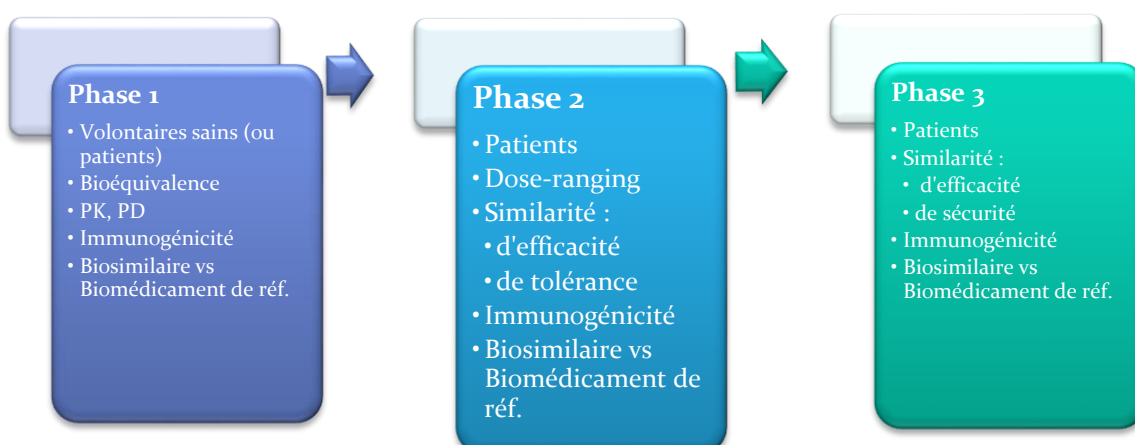 Phase 1
• Volontaires sains (ou
patients)
• Bioéquivalence
• PK, PD
• Immunogénicité
• Biosimilaire vs
Biomédicament de réf.
Phase 2
• Patients
• Dose-ranging
• Similarité :
• d'efficacité
• de tolérance
• Immunogénicité
• Biosimilaire vs
Biomédicament de
réf.
Phase 3
• Patients
• Similarité :
• d'efficacité
• de sécurité
• Immunogénicité
• Biosimilaire vs
Biomédicament de réf.